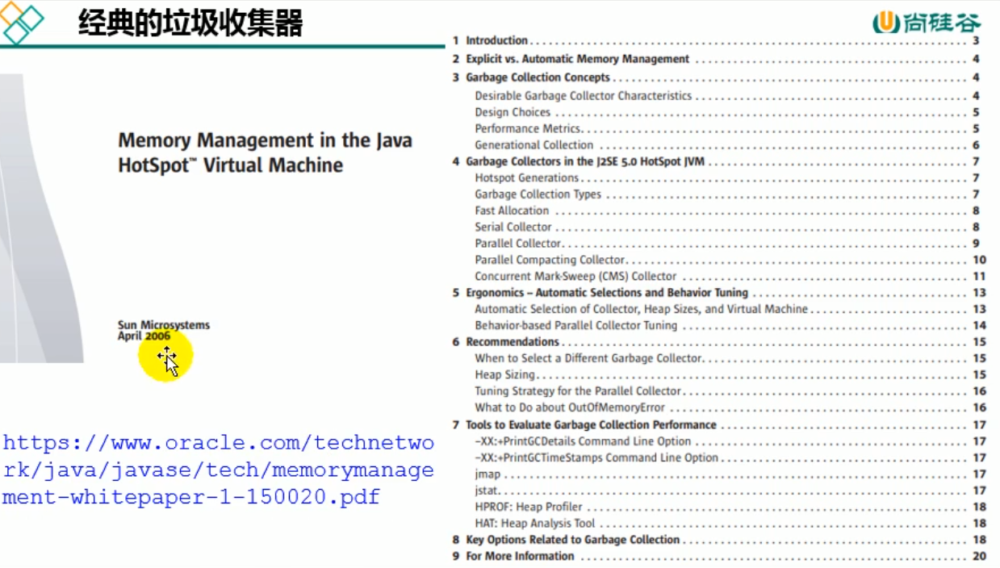 经典的垃圾收集器
尚硅谷
Memory Management in the Java
HotSpot™ Virtual Machine
Sun Microsystems
April 2006
https://www.oracle.com/technetwo
rk/java/javase/tech/memorymanage
ment-whitepaper-1-150020.pdf
1 Introduction 3
2 Explicit vs. Automatic Memory Management 4
3 Garbage Collection Concepts 4
Desirable Garbage Collector Characteristics 4
Design Choices 5
Performance Metrics 5
Generational Collection 6
4 Garbage Collectors in the J2SE 5.0 HotSpot JVM 7
Hotspot Generations 7
Garbage Collection Types 7
Fast Allocation 8
Serial Collector 8
Parallel Collector 9
Parallel Compacting Collector 10
Concurrent Mark-Sweep (CMS) Collector 11
5 Ergonomics – Automatic Selections and Behavior Tuning 13
Automatic Selection of Collector, Heap Sizes, and Virtual Machine 13
Behavior-based Parallel Collector Tuning 14
6 Recommendations 15
When to Select a Different Garbage Collector 15
Heap Sizing 15
Tuning Strategy for the Parallel Collector 16
What to Do about OutOfMemoryError 16
7 Tools to Evaluate Garbage Collection Performance 17
–XX:+PrintGCDetails Command Line Option 17
–XX:+PrintGCTimeStamps Command Line Option 17
jmap 17
jstat 17
HPROF: Heap Profiler 18
HAT: Heap Analysis Tool 18
8 Key Options Related to Garbage Collection 18
9 For More Information 20